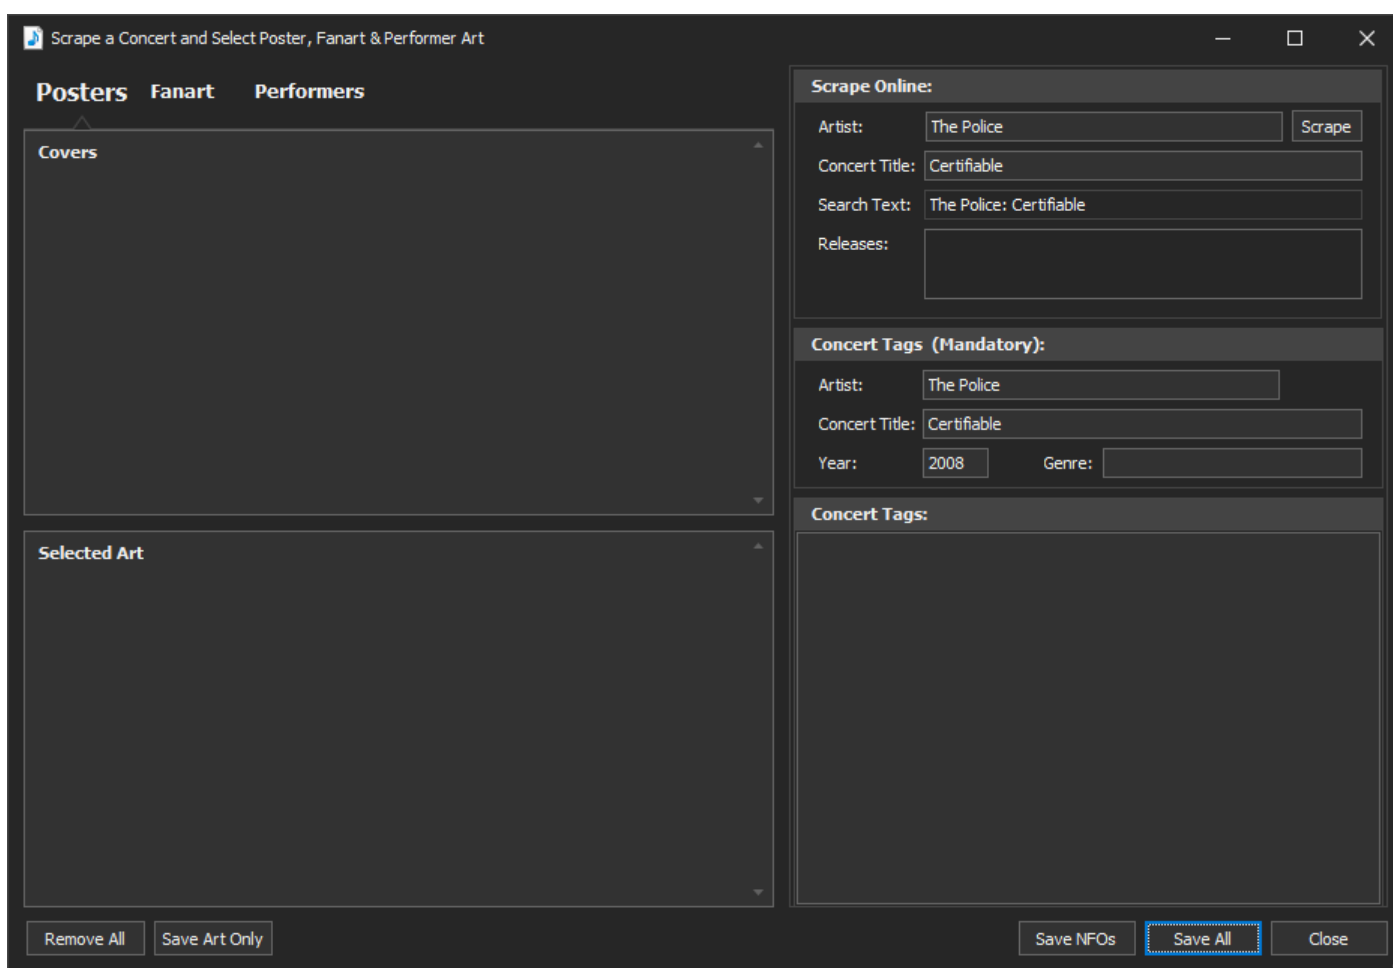 Scrape a Concert and Select Poster, Fanart & Performer Art
Posters Fanart Performers
Covers
Selected Art
Remove All Save Art Only
Scrape Online:
Artist: The Police Scrape
Concert Title: Certifiable
Search Text: The Police: Certifiable
Releases:
Concert Tags (Mandatory):
Artist: The Police
Concert Title: Certifiable
Year: 2008 Genre:
Concert Tags:
Save NFOs Save All Close